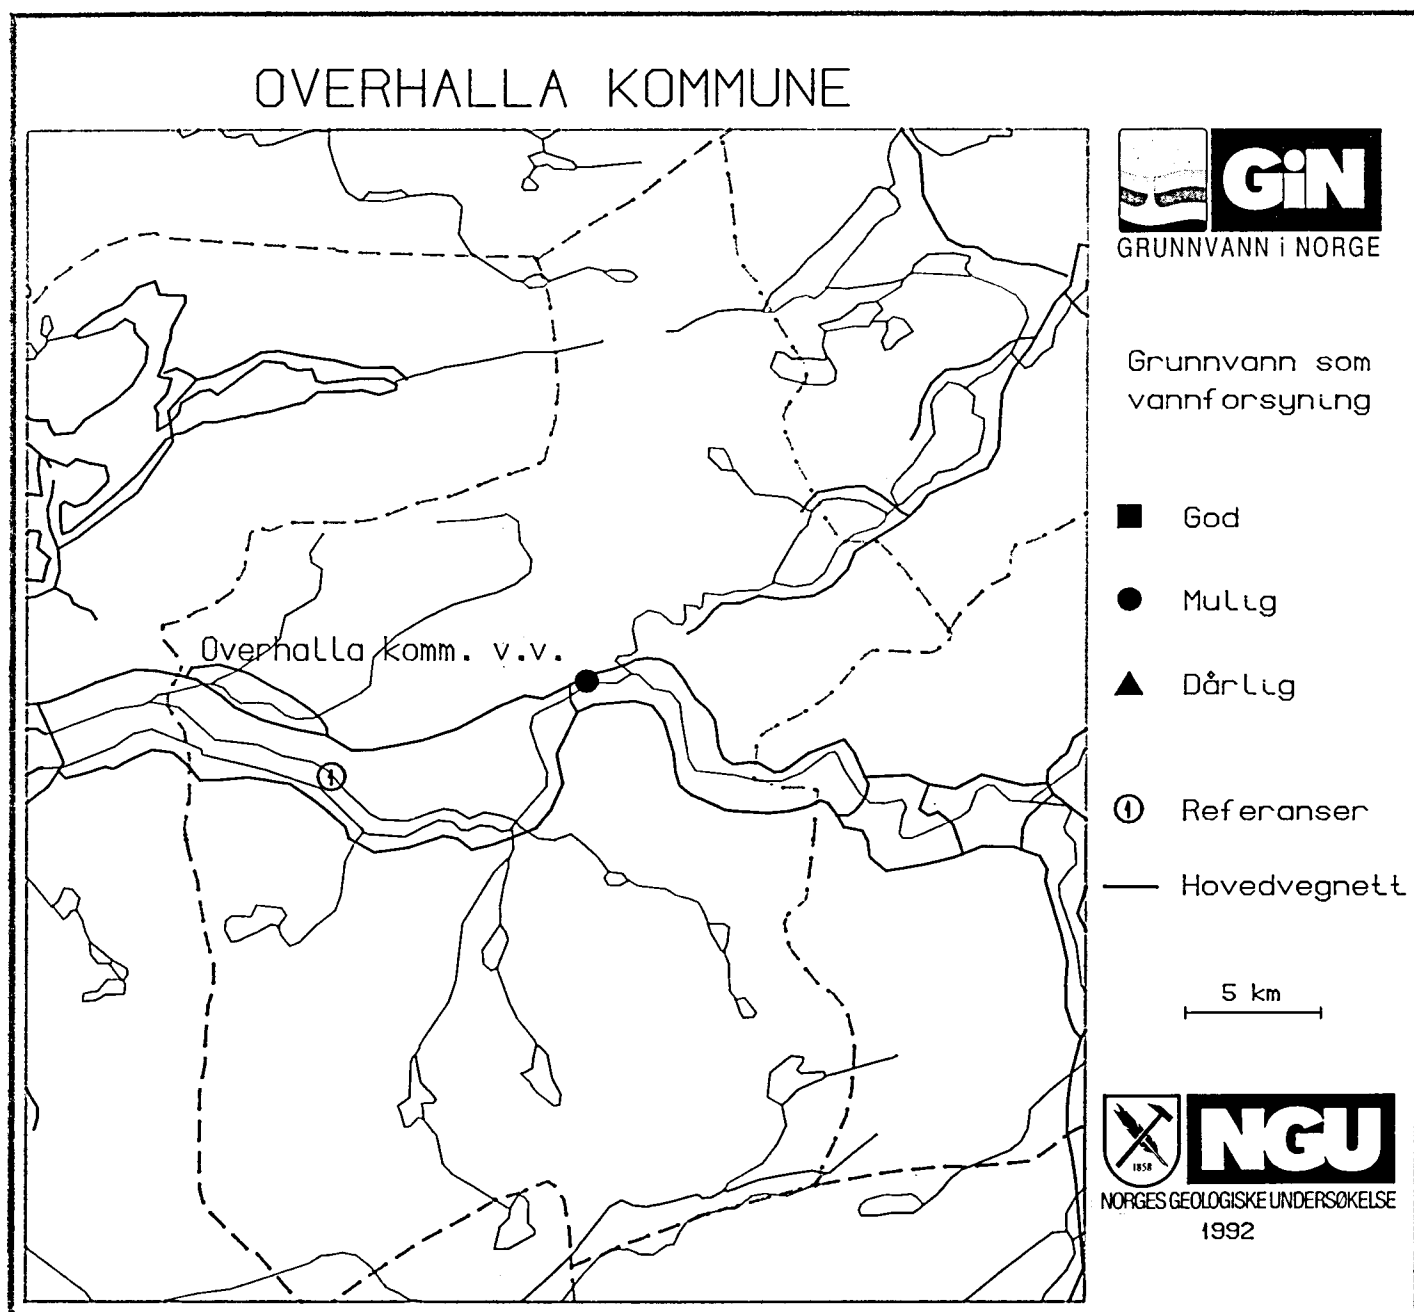 OVERHALLA KOMMUNE
GiN
GRUNNVANN i NORGE
Grunnvann som
vannforsyning
God
Mulig
Dårlig
1 Referanser
Hovedvegnett
5 km
Overhalla komm. v.v.
1
1858
NGU
NORGES GEOLOGISKE UNDERSØKELSE
1992